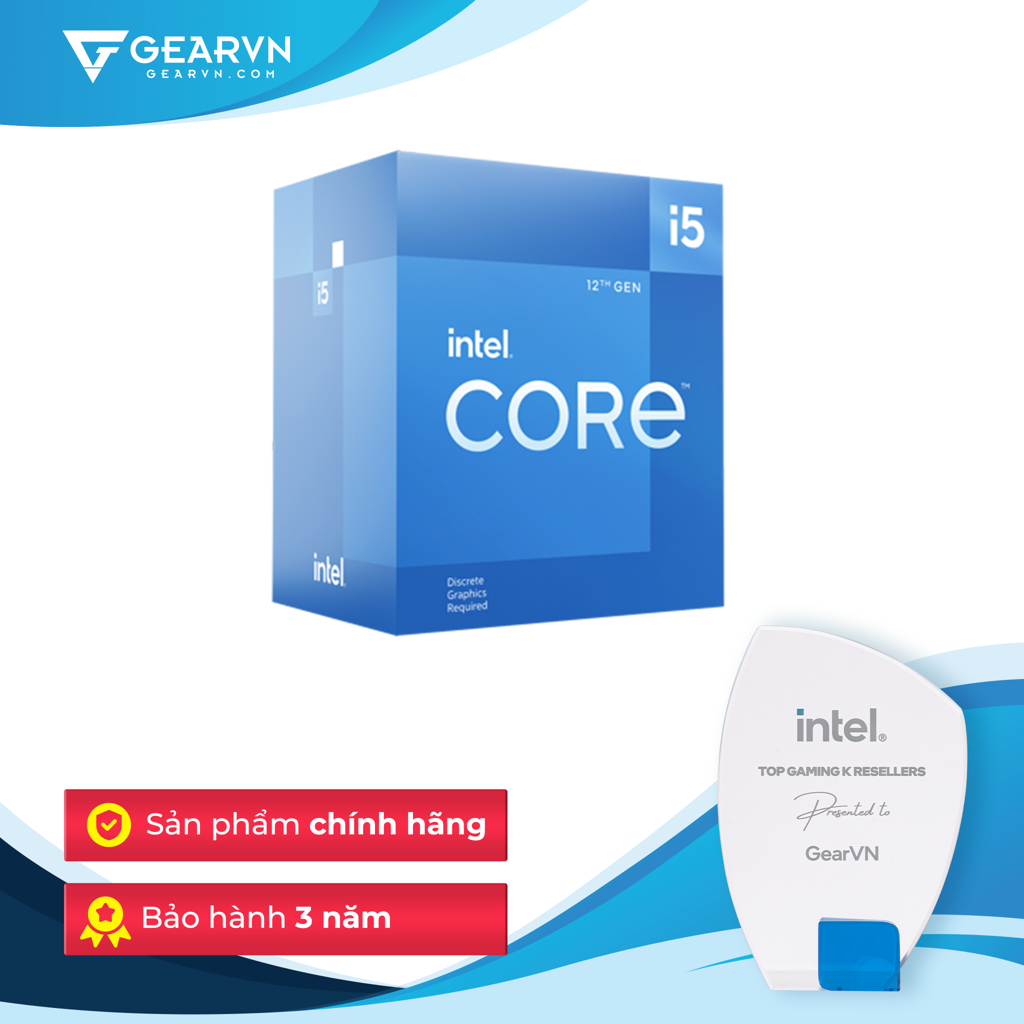 GEARVN
GEARVN.COM
i5
12TH GEN
i5
intel.
CORE™
intel.
Discrete
Graphics
Required
intel®
TOP GAMING K RESELLERS
Presented to
GearVN
Sản phẩm chính hãng
Bảo hành 3 năm